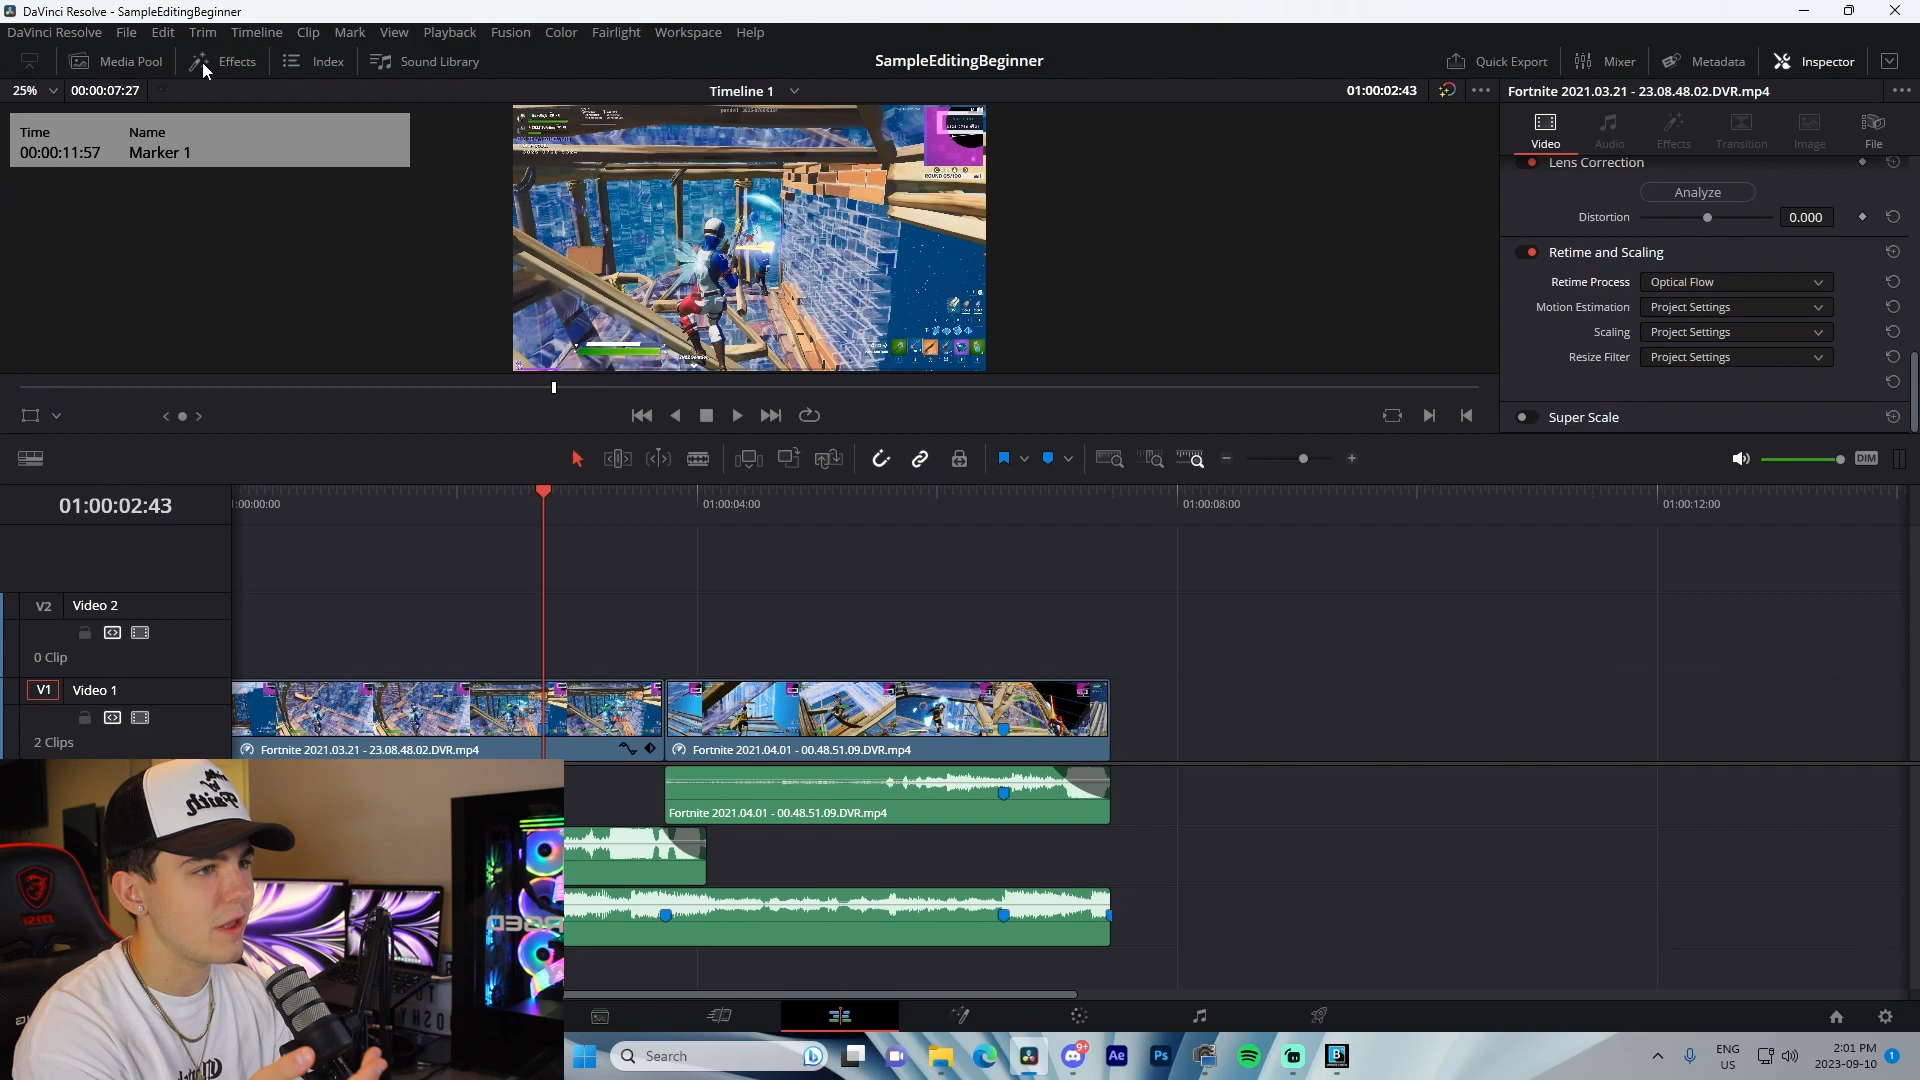 DaVinci Resolve - SampleEditingBeginner
DaVinci Resolve File Edit Trim Timeline Clip Mark View Playback Fusion Color Fairlight Workspace Help
Media Pool Effects Index Sound Library SampleEditingBeginner Quick Export Mixer Metadata Inspector
25% 00:00:07:27 Timeline 1 01:00:02:43 Fortnite 2021.03.21 - 23.08.48.02.DVR.mp4
Time Name
00:00:11:57 Marker 1
Video Audio Effects Transition Image File
Lens Correction
Analyze
Distortion 0.000
Retime and Scaling
Retime Process Optical Flow
Motion Estimation Project Settings
Scaling Project Settings
Resize Filter Project Settings
Super Scale
DIM
01:00:02:43
1:00:00:00 01:00:04:00 01:00:08:00 01:00:12:00
V2 Video 2
0 Clip
V1 Video 1
2 Clips
Fortnite 2021.03.21 - 23.08.48.02.DVR.mp4 Fortnite 2021.04.01 - 00.48.51.09.DVR.mp4
Fortnite 2021.04.01 - 00.48.51.09.DVR.mp4
msi
Search
9+
Ae
Ps
ENG
US
2:01 PM
2023-09-10
1